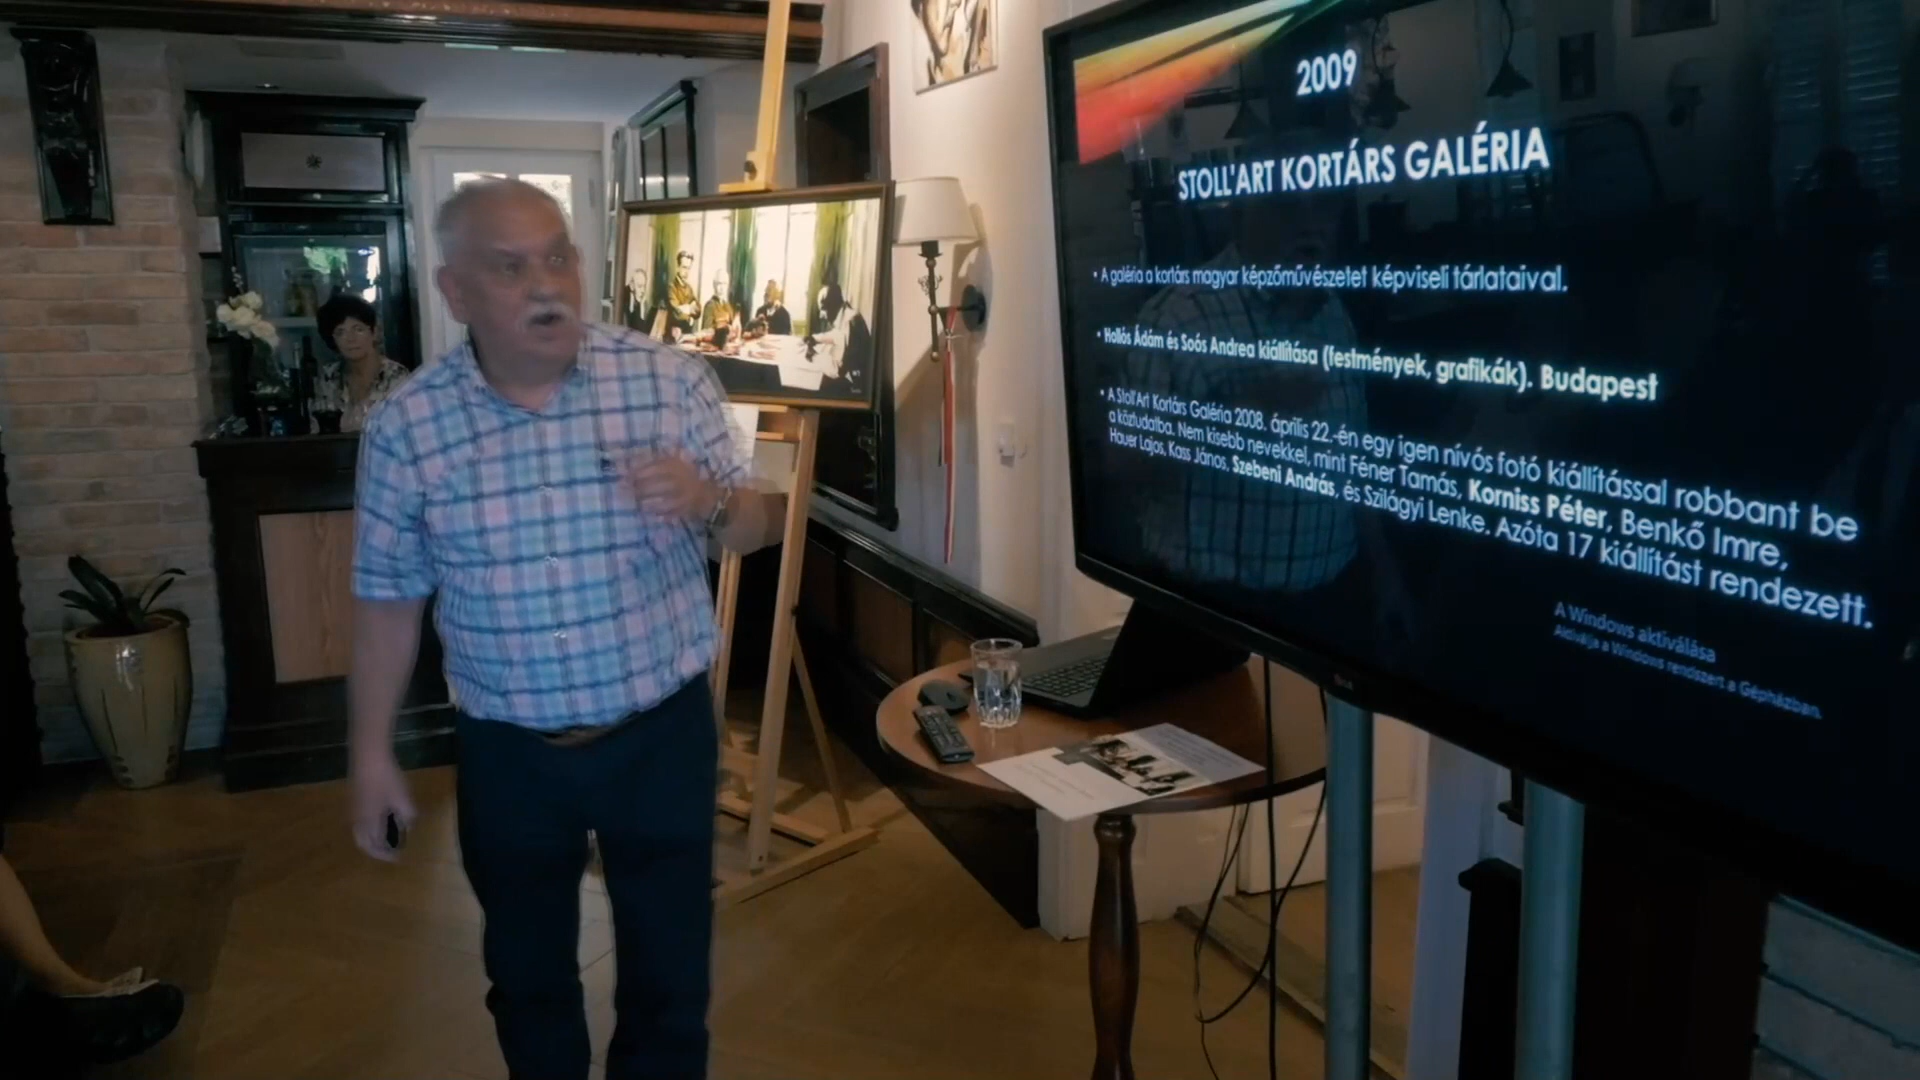 2009
STOLL'ART KORTÁRS GALÉRIA
• A galéria a kortárs magyar képzőművészetet képviseli tárlataival.
• Hollós Ádám és Soós Andrea kiállítása (festmények, grafikák). Budapest
• A Stoll'Art Kortárs Galéria 2008. április 22.-én egy igen nívós fotó kiállítással robbant be
a köztudatba. Nem kisebb nevekkel, mint Féner Tamás, Korniss Péter, Benkő Imre,
Hauer Lajos, Kass János, Szebeni András, és Szilágyi Lenke. Azóta 17 kiállítást rendezett.
A Windows aktiválása
Aktiválja a Windows rendszert a Gépházban.